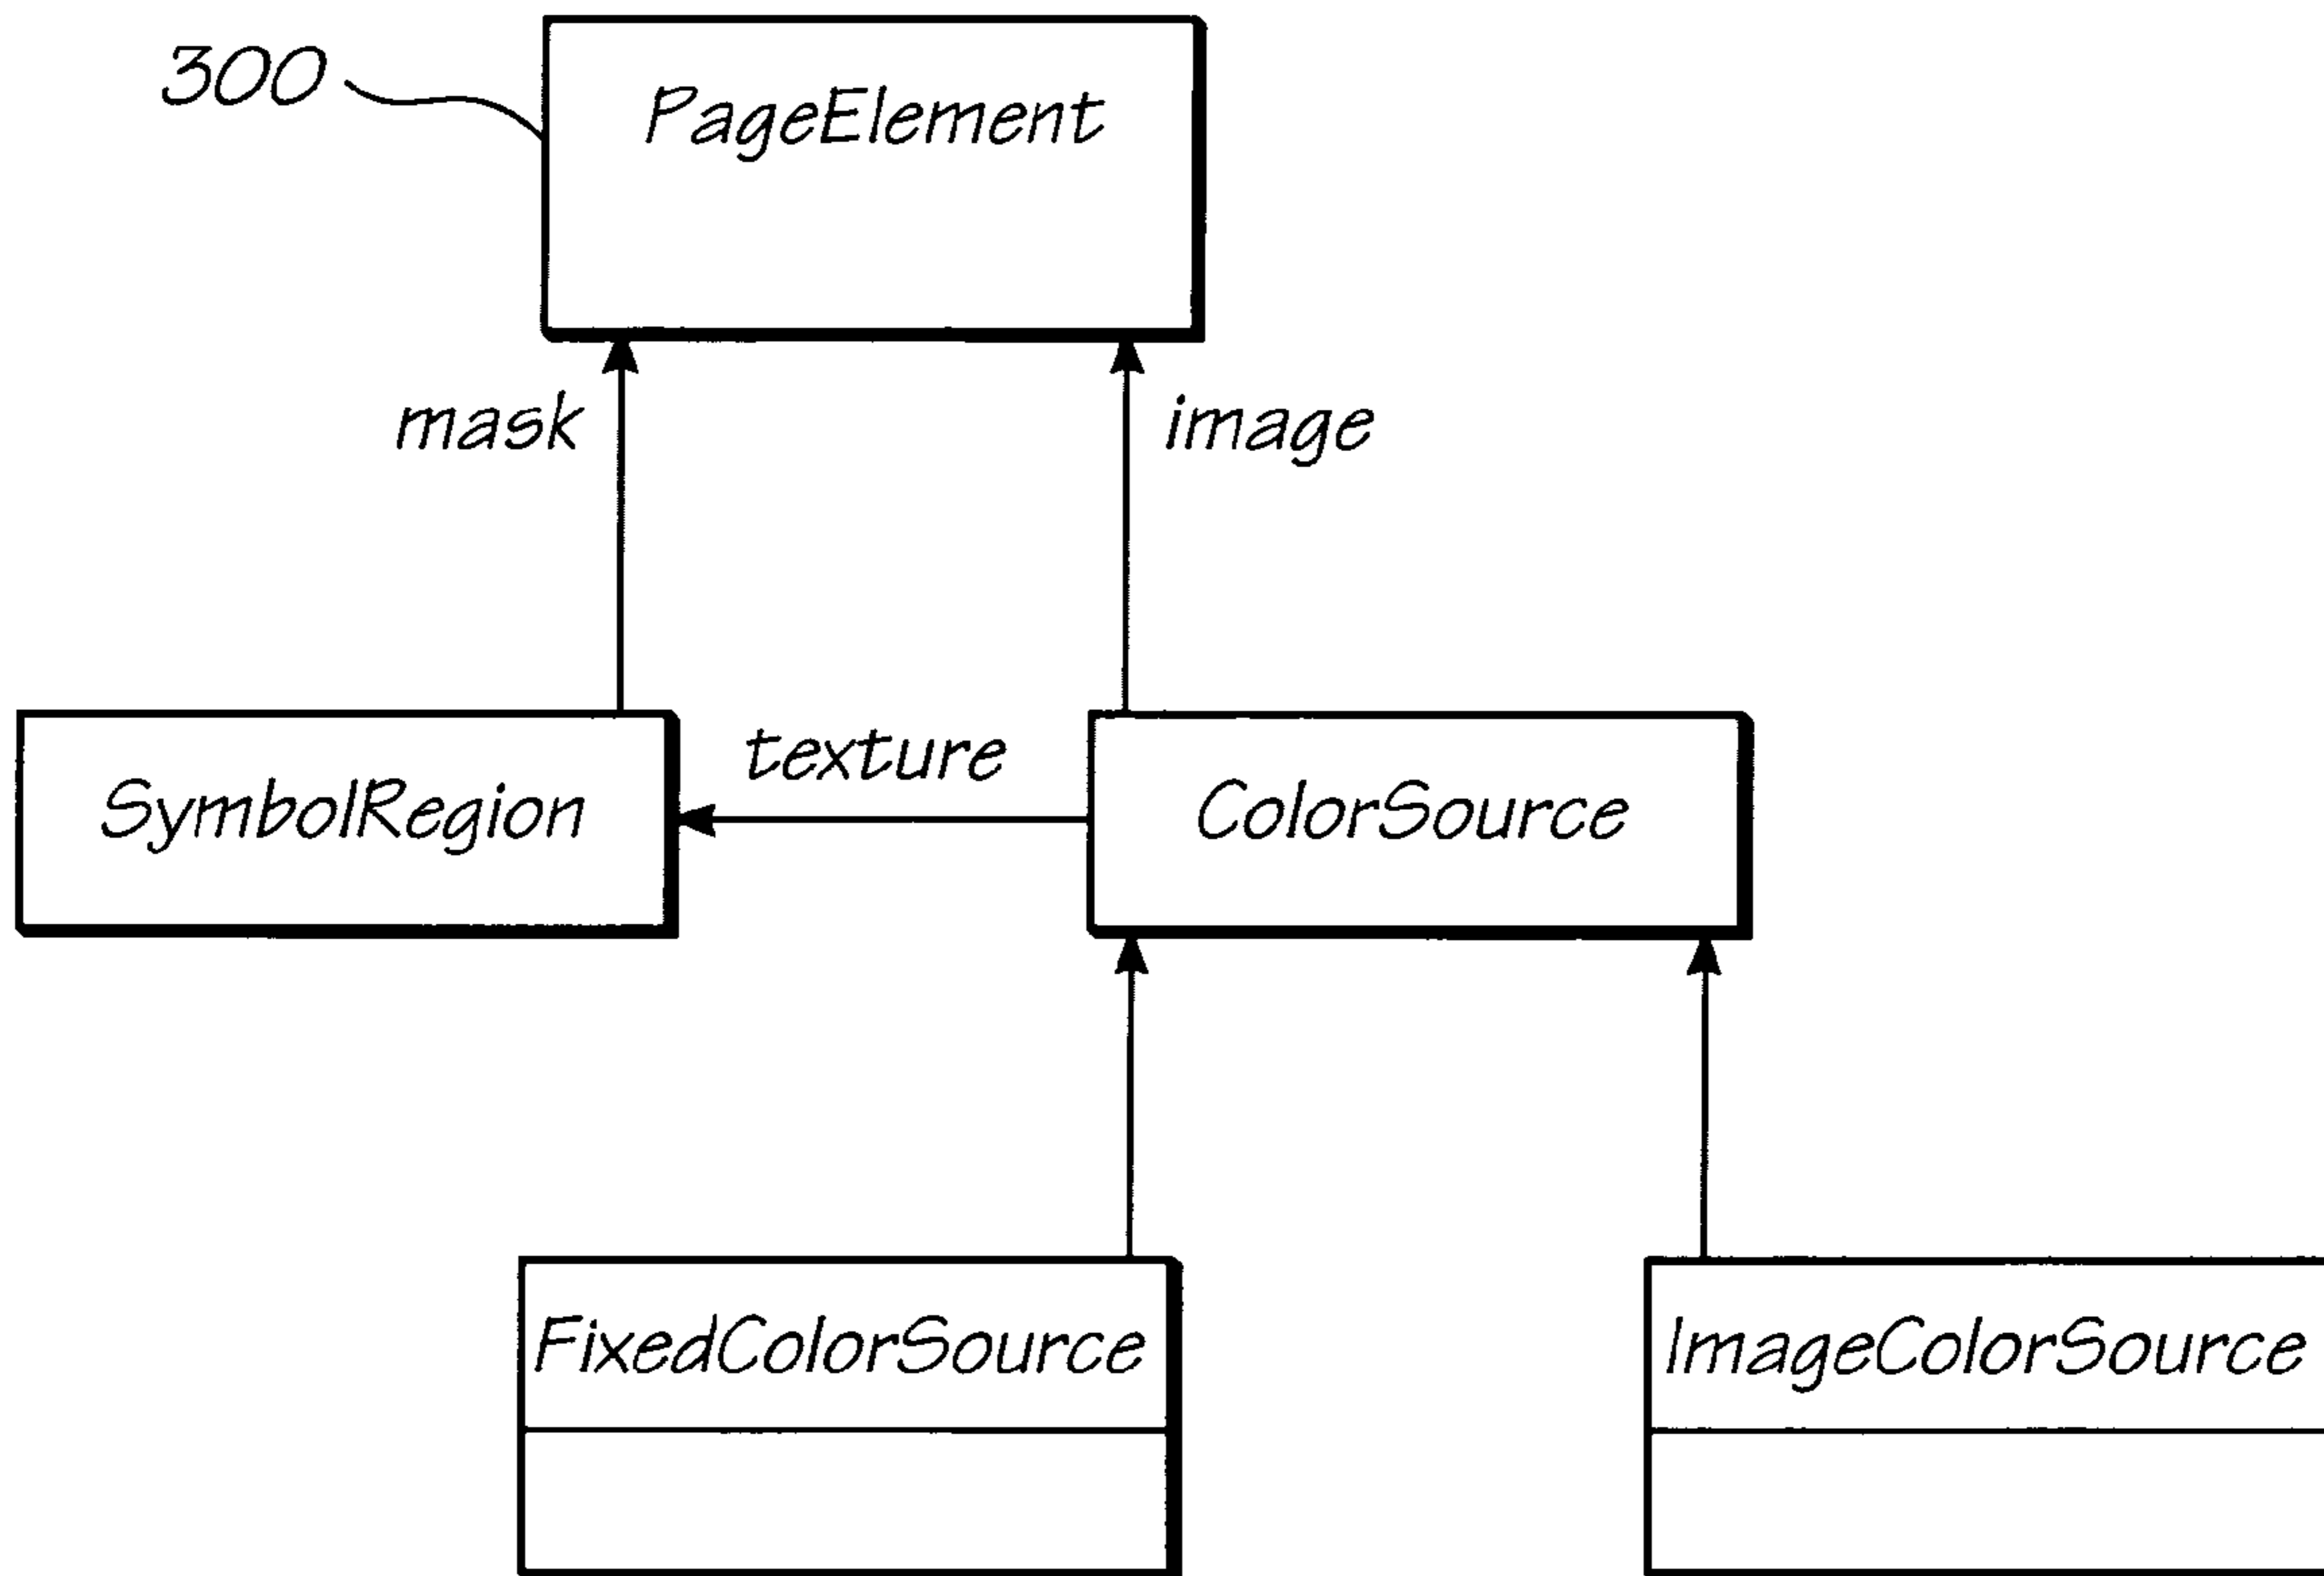 300
PageElement
mask
image
SymbolRegion
texture
ColorSource
FixedColorSource
ImageColorSource